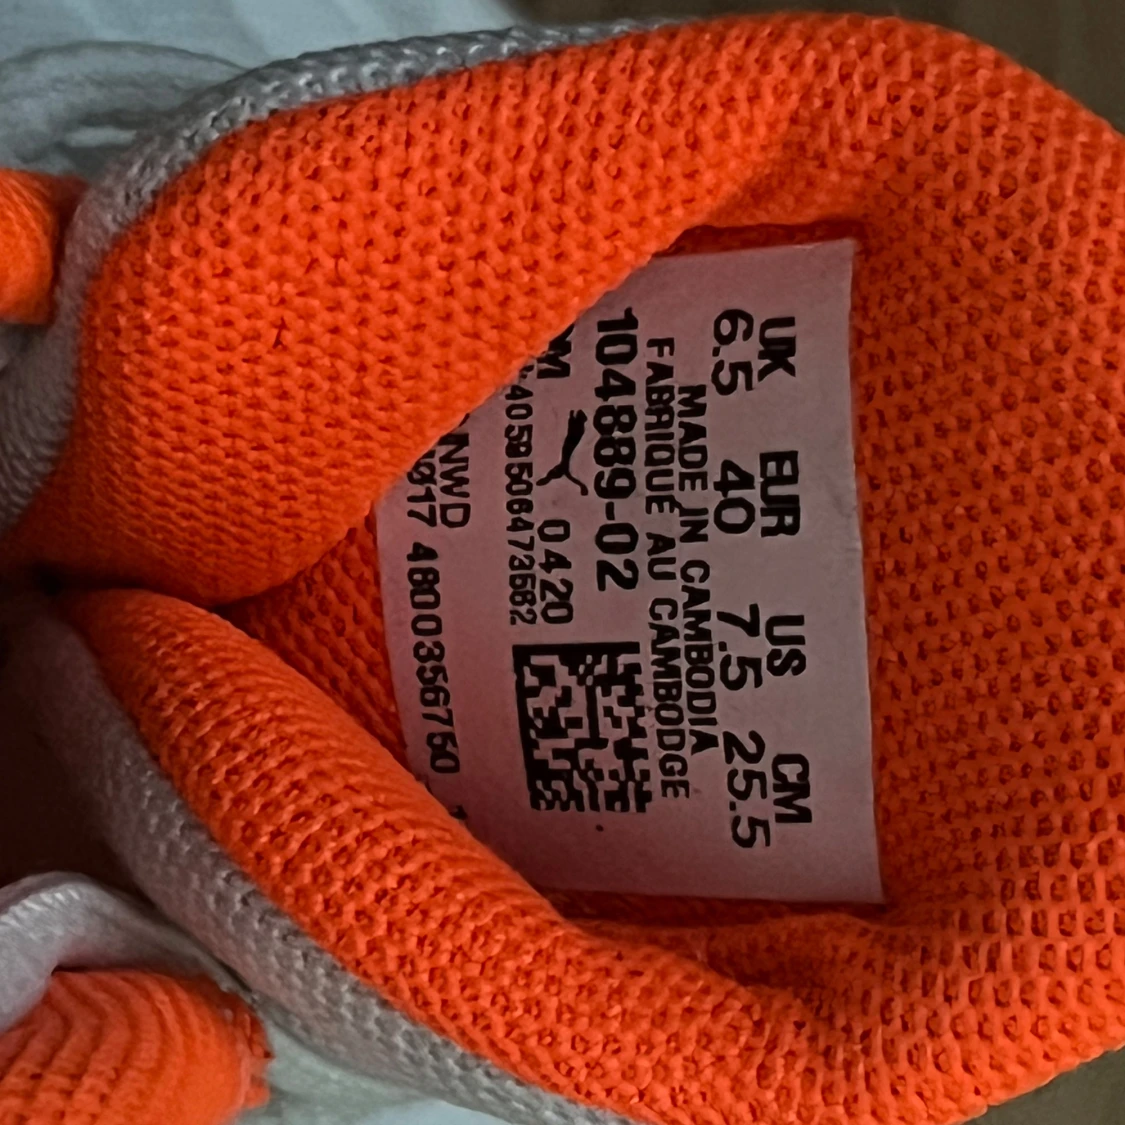 UK EUR US CM
6.5 40 7.5 25.5
MADE IN CAMBODIA
FABRIQUÉ AU CAMBODGE
104889-02
0420
4059506473582
NWD
4800356750